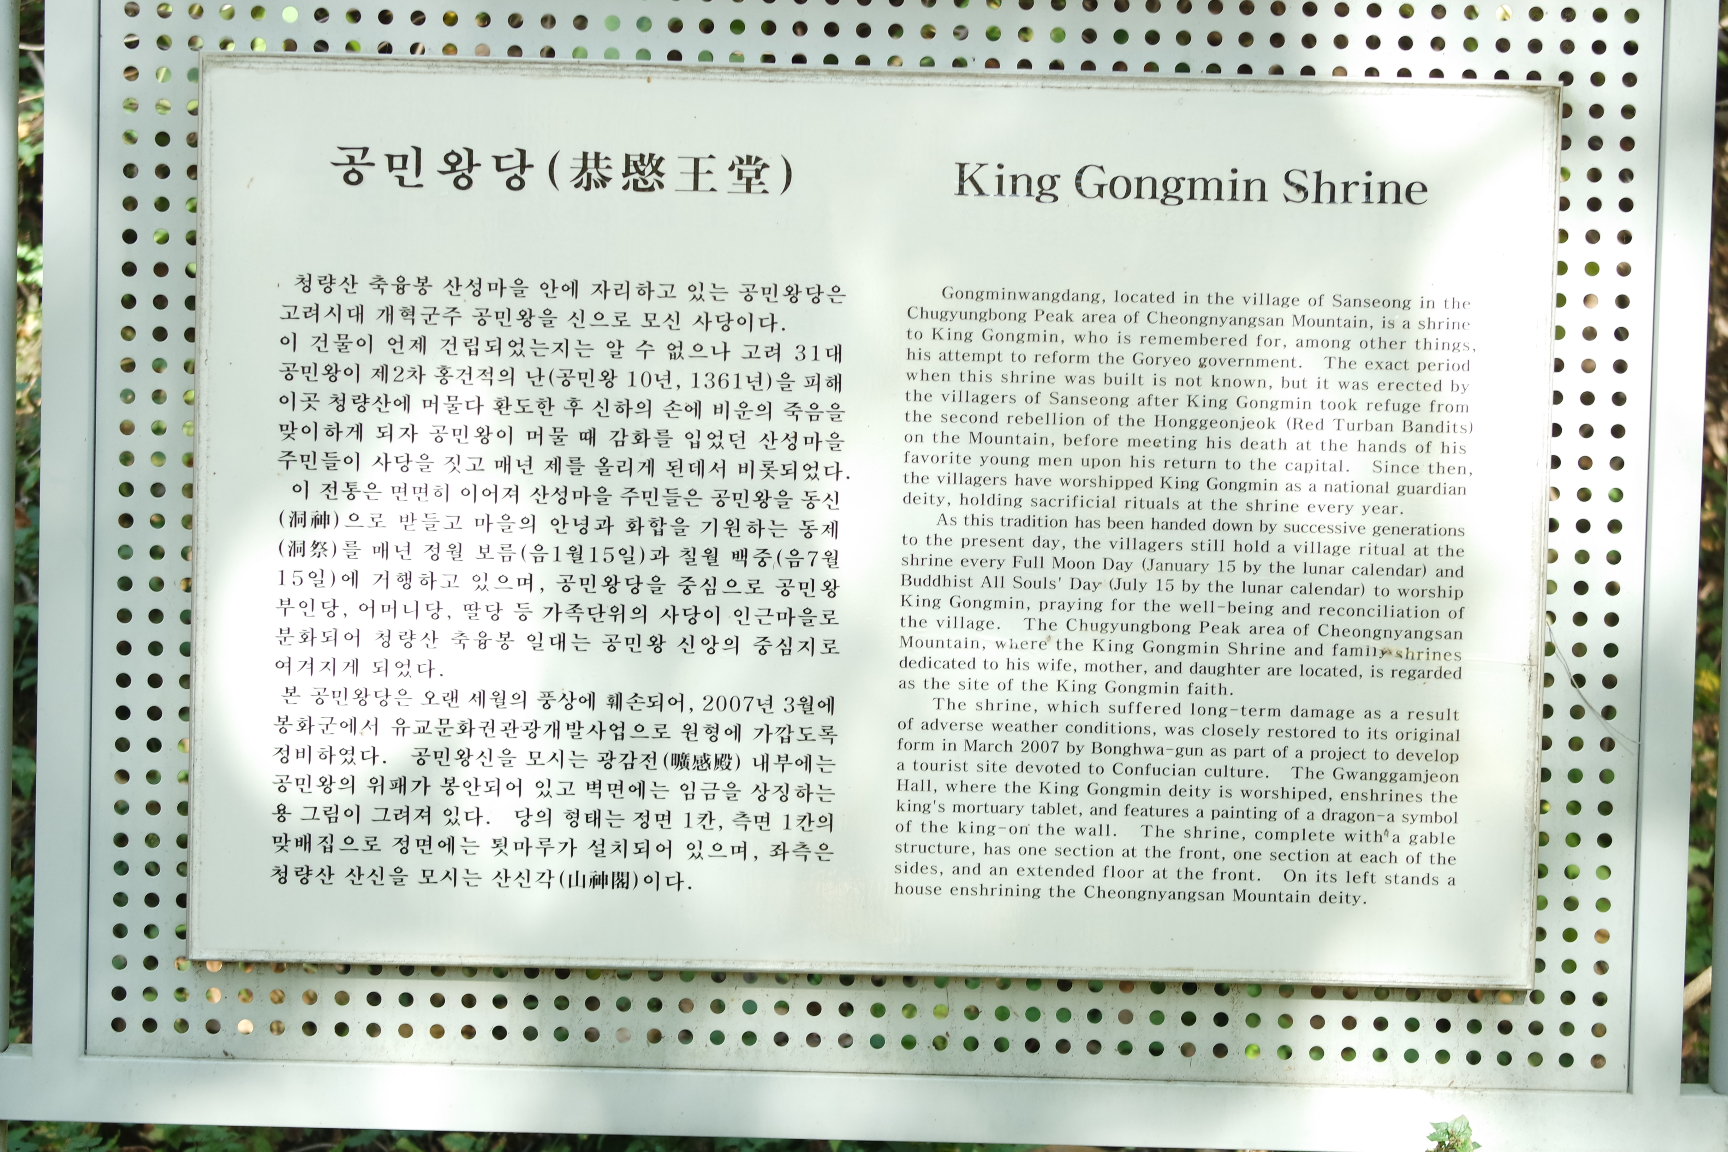 공민왕당(恭愍王堂)
청량산 축융봉 산성마을 안에 자리하고 있는 공민왕당은
고려시대 개혁군주 공민왕을 신으로 모신 사당이다.
이 건물이 언제 건립되었는지는 알 수 없으나 고려 31대
공민왕이 제2차 홍건적의 난(공민왕 10년, 1361년)을 피해
이곳 청량산에 머물다 환도한 후 신하의 손에 비운의 죽음을
맞이하게 되자 공민왕이 머물 때 감화를 입었던 산성마을
주민들이 사당을 짓고 매년 제를 올리게 된데서 비롯되었다.
이 전통은 면면히 이어져 산성마을 주민들은 공민왕을 동신
(洞神)으로 받들고 마을의 안녕과 화합을 기원하는 동제
(洞祭)를 매년 정월 보름(음1월15일)과 칠월 백중(음7월
15일)에 거행하고 있으며, 공민왕당을 중심으로 공민왕
부인당, 어머니당, 딸당 등 가족단위의 사당이 인근마을로
분화되어 청량산 축융봉 일대는 공민왕 신앙의 중심지로
여겨지게 되었다.
본 공민왕당은 오랜 세월의 풍상에 훼손되어, 2007년 3월에
봉화군에서 유교문화권관광개발사업으로 원형에 가깝도록
정비하였다. 공민왕신을 모시는 광감전(曠感殿) 내부에는
공민왕의 위패가 봉안되어 있고 벽면에는 임금을 상징하는
용 그림이 그려져 있다. 당의 형태는 정면 1칸, 측면 1칸의
맞배집으로 정면에는 툇마루가 설치되어 있으며, 좌측은
청량산 산신을 모시는 산신각(山神閣)이다.
King Gongmin Shrine
Gongminwangdang, located in the village of Sanseong in the
Chugyungbong Peak area of Cheongnyangsan Mountain, is a shrine
to King Gongmin, who is remembered for, among other things,
his attempt to reform the Goryeo government. The exact period
when this shrine was built is not known, but it was erected by
the villagers of Sanseong after King Gongmin took refuge from
the second rebellion of the Honggeonjeok (Red Turban Bandits)
on the Mountain, before meeting his death at the hands of his
favorite young men upon his return to the capital. Since then,
the villagers have worshipped King Gongmin as a national guardian
deity, holding sacrificial rituals at the shrine every year.
As this tradition has been handed down by successive generations
to the present day, the villagers still hold a village ritual at the
shrine every Full Moon Day (January 15 by the lunar calendar) and
Buddhist All Souls' Day (July 15 by the lunar calendar) to worship
King Gongmin, praying for the well-being and reconciliation of
the village. The Chugyungbong Peak area of Cheongnyangsan
Mountain, where the King Gongmin Shrine and family shrines
dedicated to his wife, mother, and daughter are located, is regarded
as the site of the King Gongmin faith.
The shrine, which suffered long-term damage as a result
of adverse weather conditions, was closely restored to its original
form in March 2007 by Bonghwa-gun as part of a project to develop
a tourist site devoted to Confucian culture. The Gwanggamjeon
Hall, where the King Gongmin deity is worshiped, enshrines the
king's mortuary tablet, and features a painting of a dragon-a symbol
of the king-on the wall. The shrine, complete with a gable
structure, has one section at the front, one section at each of the
sides, and an extended floor at the front. On its left stands a
house enshrining the Cheongnyangsan Mountain deity.